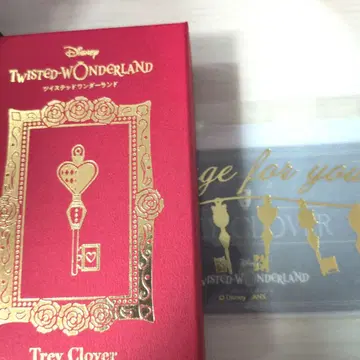 Disney
TWISTED-WONDERLAND
ツイステッドワンダーランド
Trey Clover
ge for you
CLOVER
Disney
TWISTED-WONDERLAND
©Disney